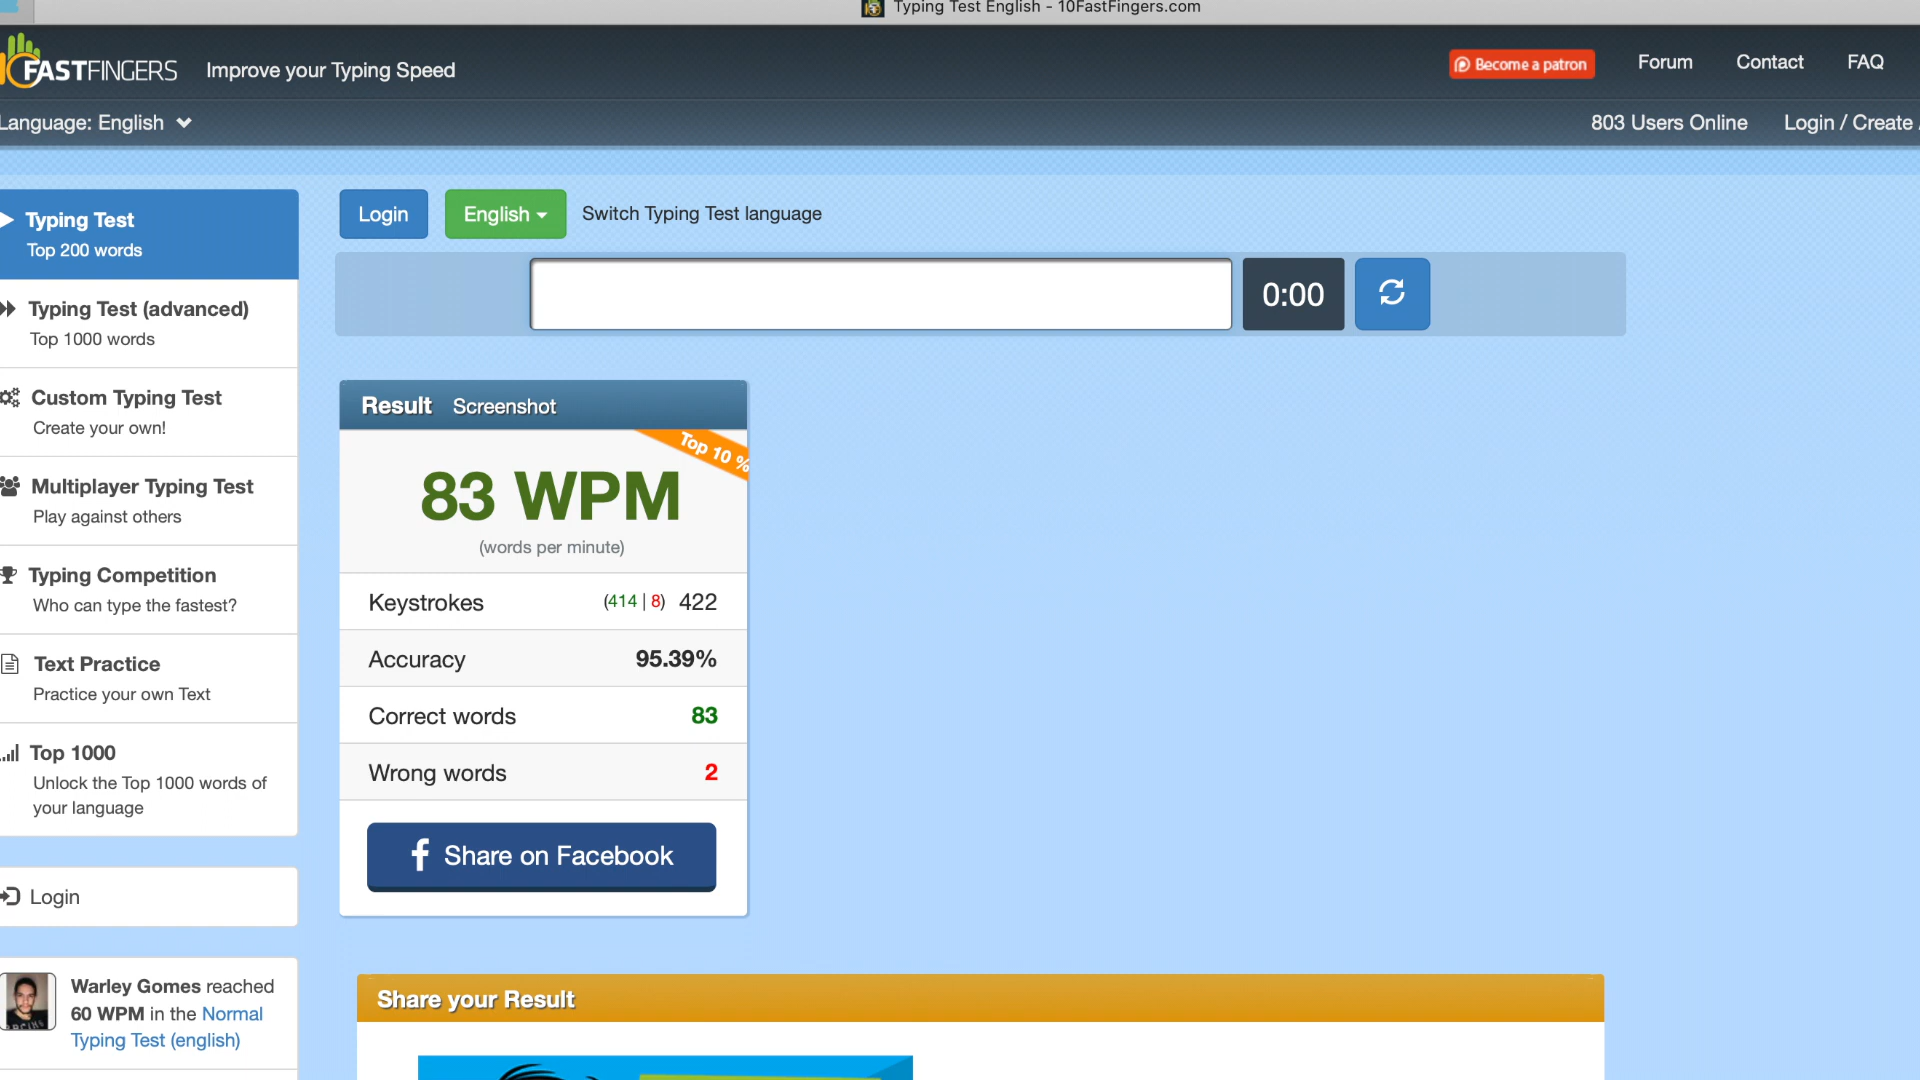 Typing Test English - 10FastFingers.com
FASTFINGERS
Improve your Typing Speed
Become a patron
Forum
Contact
FAQ
Language: English
803 Users Online
Login / Create
Typing Test
Top 200 words
Typing Test (advanced)
Top 1000 words
Custom Typing Test
Create your own!
Multiplayer Typing Test
Play against others
Typing Competition
Who can type the fastest?
Text Practice
Practice your own Text
Top 1000
Unlock the Top 1000 words of
your language
Login
Warley Gomes reached
60 WPM in the Normal
Typing Test (english)
Login
English
Switch Typing Test language
0:00
Result
Screenshot
Top 10 %
83 WPM
(words per minute)
Keystrokes
(414 | 8) 422
Accuracy
95.39%
Correct words
83
Wrong words
2
Share on Facebook
Share your Result